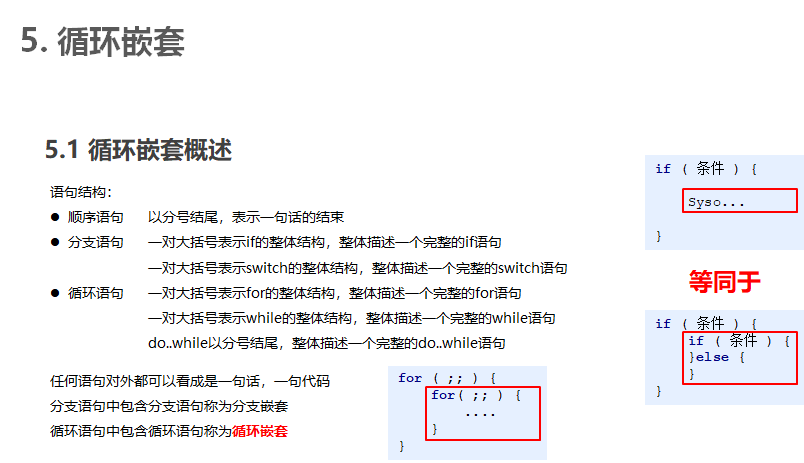 5. 循环嵌套
5.1 循环嵌套概述
语句结构：
● 顺序语句 以分号结尾，表示一句话的结束
● 分支语句 一对大括号表示if的整体结构，整体描述一个完整的if语句
一对大括号表示switch的整体结构，整体描述一个完整的switch语句
● 循环语句 一对大括号表示for的整体结构，整体描述一个完整的for语句
一对大括号表示while的整体结构，整体描述一个完整的while语句
do..while以分号结尾，整体描述一个完整的do..while语句
任何语句对外都可以看成是一句话，一句代码
分支语句中包含分支语句称为分支嵌套
循环语句中包含循环语句称为循环嵌套
for ( ;; ) {
for( ;; ) {
....
}
}
if ( 条件 ) {
Syso...
}
等同于
if ( 条件 ) {
if ( 条件 ) {
}else {
}
}